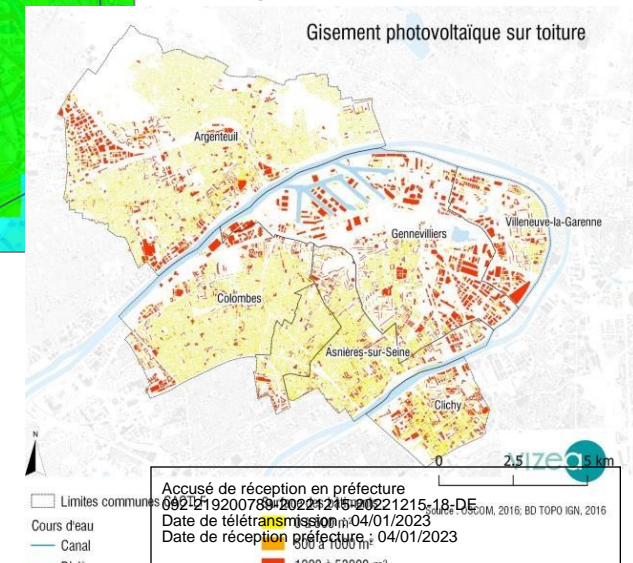 Gisement photovoltaïque sur toiture
Argenteuil
Villeneuve-la-Garenne
Gennevilliers
Colombes
Asnières-sur-Seine
Clichy
N
0 2,5 5 km
vizea
Limites communes
Source : OSCOM, 2016; BD TOPO IGN, 2016
Cours d'eau
Canal
Accusé de réception en préfecture
092-219200789-20221215-20221215-18-DE
Date de télétransmission : 04/01/2023
Date de réception préfecture : 04/01/2023
500 à 1000 m²